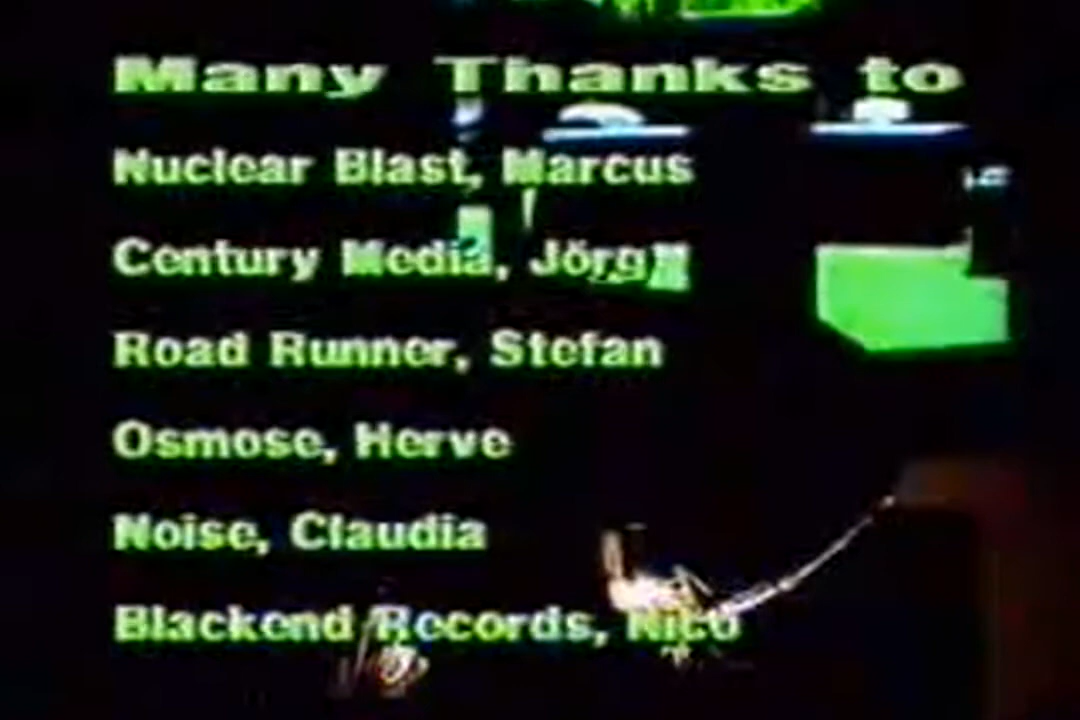 Many Thanks to
Nuclear Blast, Marcus
Century Media, Jörg
Road Runner, Stefan
Osmose, Herve
Noise, Claudia
Blackend Records, Nico